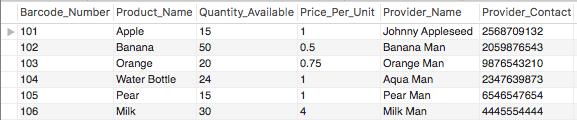 Barcode_Number Product_Name Quantity_Available Price_Per_Unit Provider_Name Provider_Contact
101 Apple 15 1 Johnny Appleseed 2568709132
102 Banana 50 0.5 Banana Man 2059876543
103 Orange 20 0.75 Orange Man 9876543210
104 Water Bottle 24 1 Aqua Man 2347639873
105 Pear 15 1 Pear Man 6546547654
106 Milk 30 4 Milk Man 4445554444